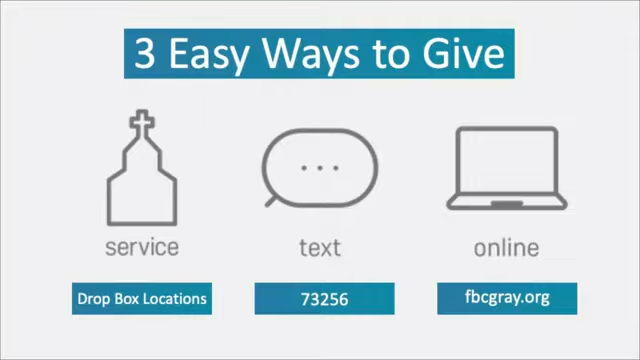 3 Easy Ways to Give
service
text
online
Drop Box Locations
73256
fbcgray.org